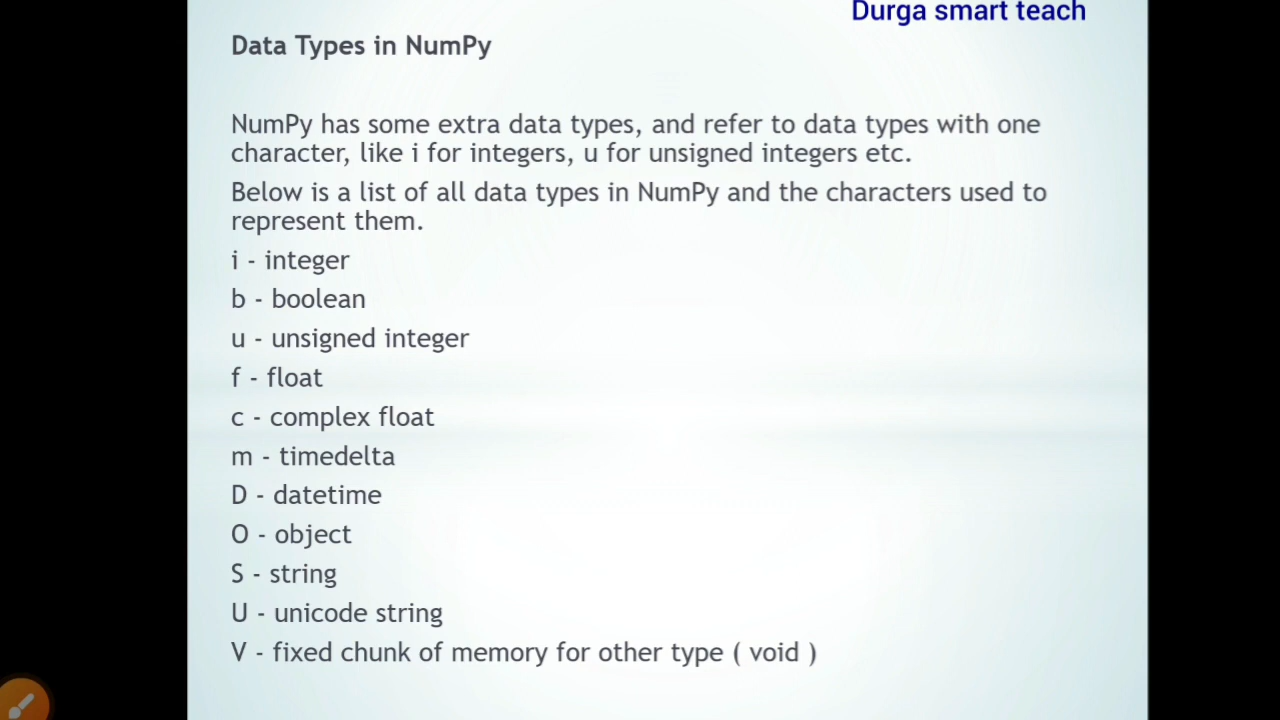 Durga smart teach
Data Types in NumPy
NumPy has some extra data types, and refer to data types with one
character, like i for integers, u for unsigned integers etc.
Below is a list of all data types in NumPy and the characters used to
represent them.
i - integer
b - boolean
u - unsigned integer
f - float
c - complex float
m - timedelta
D - datetime
O - object
S - string
U - unicode string
V - fixed chunk of memory for other type ( void )